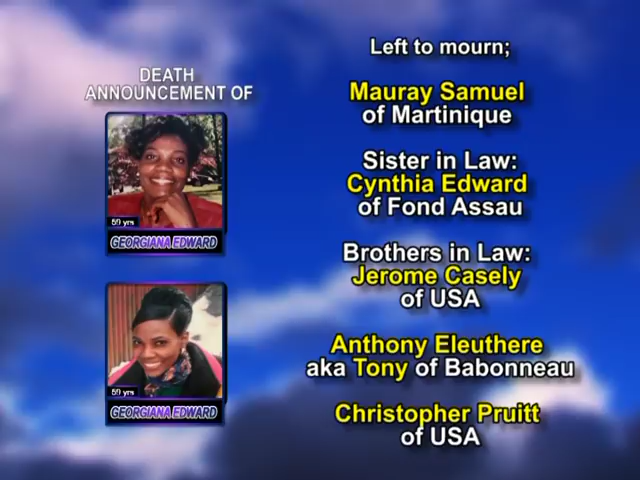 DEATH
ANNOUNCEMENT OF
59 yrs
GEORGIANA EDWARD
59 yrs
GEORGIANA EDWARD
Left to mourn;
Mauray Samuel
of Martinique
Sister in Law:
Cynthia Edward
of Fond Assau
Brothers in Law:
Jerome Casely
of USA
Anthony Eleuthere
aka Tony of Babonneau
Christopher Pruitt
of USA